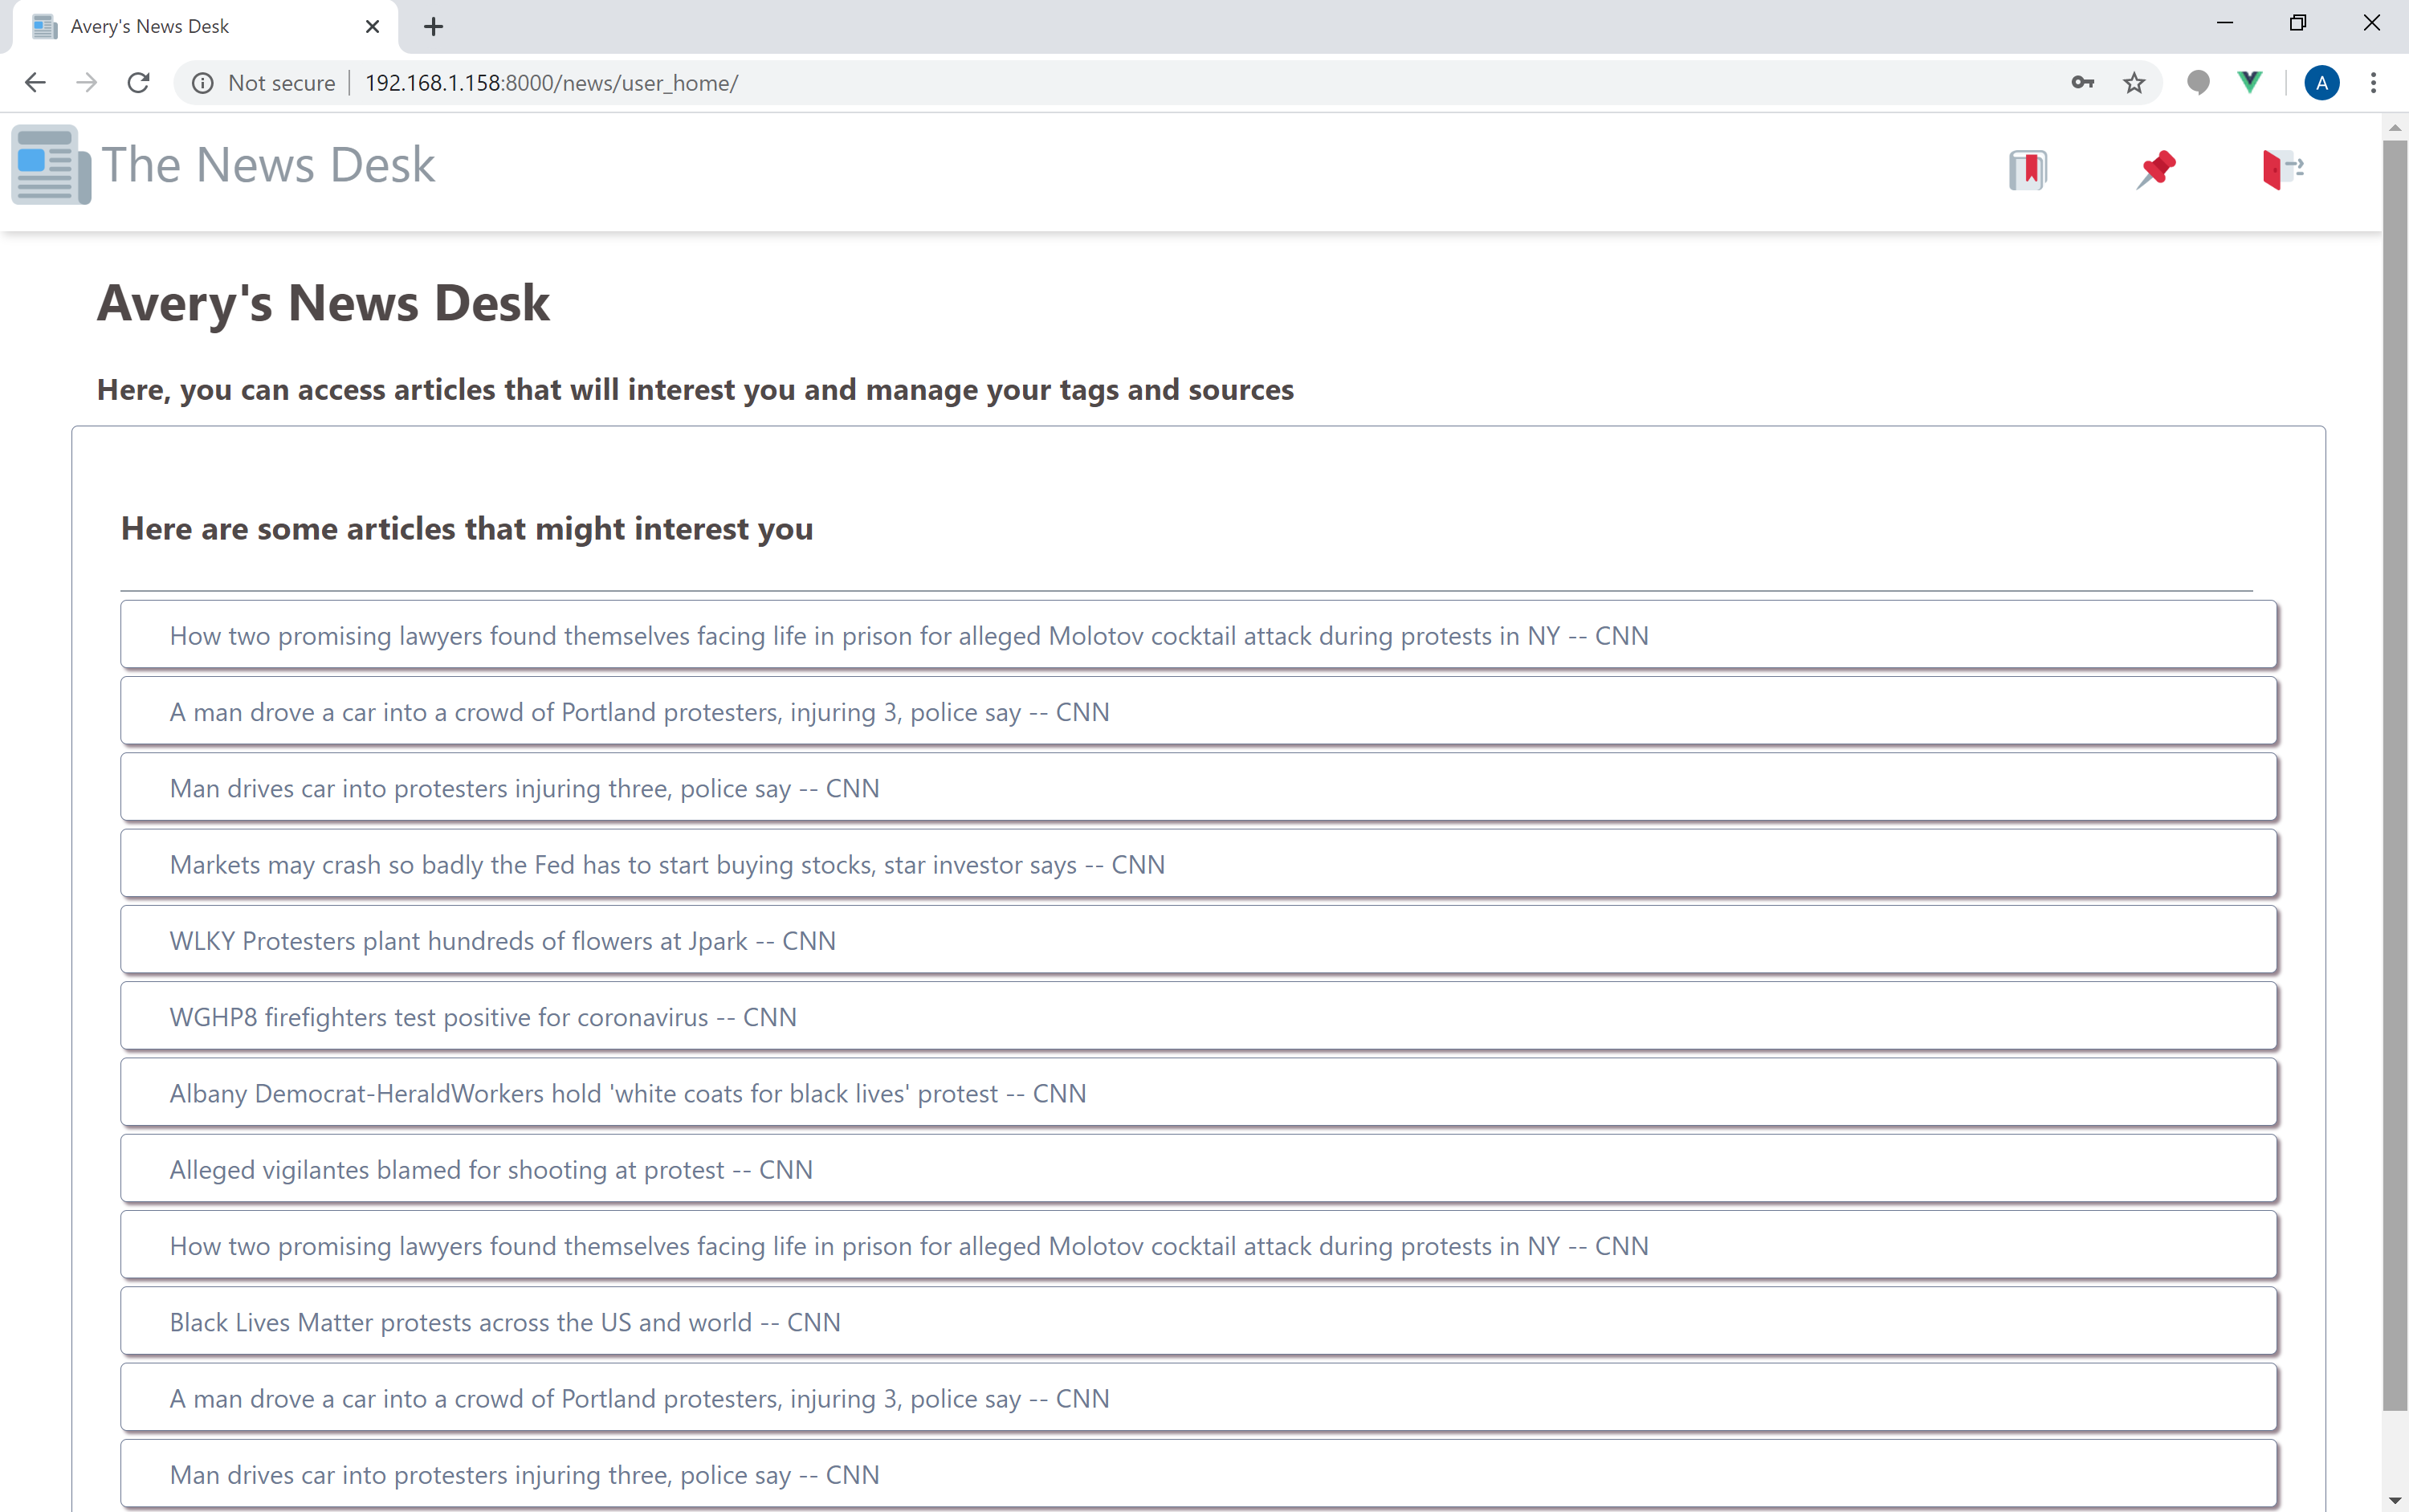 Avery's News Desk
Not secure | 192.168.1.158:8000/news/user_home/
A
The News Desk
Avery's News Desk
Here, you can access articles that will interest you and manage your tags and sources
Here are some articles that might interest you
How two promising lawyers found themselves facing life in prison for alleged Molotov cocktail attack during protests in NY -- CNN
A man drove a car into a crowd of Portland protesters, injuring 3, police say -- CNN
Man drives car into protesters injuring three, police say -- CNN
Markets may crash so badly the Fed has to start buying stocks, star investor says -- CNN
WLKY Protesters plant hundreds of flowers at Jpark -- CNN
WGHP8 firefighters test positive for coronavirus -- CNN
Albany Democrat-HeraldWorkers hold 'white coats for black lives' protest -- CNN
Alleged vigilantes blamed for shooting at protest -- CNN
How two promising lawyers found themselves facing life in prison for alleged Molotov cocktail attack during protests in NY -- CNN
Black Lives Matter protests across the US and world -- CNN
A man drove a car into a crowd of Portland protesters, injuring 3, police say -- CNN
Man drives car into protesters injuring three, police say -- CNN